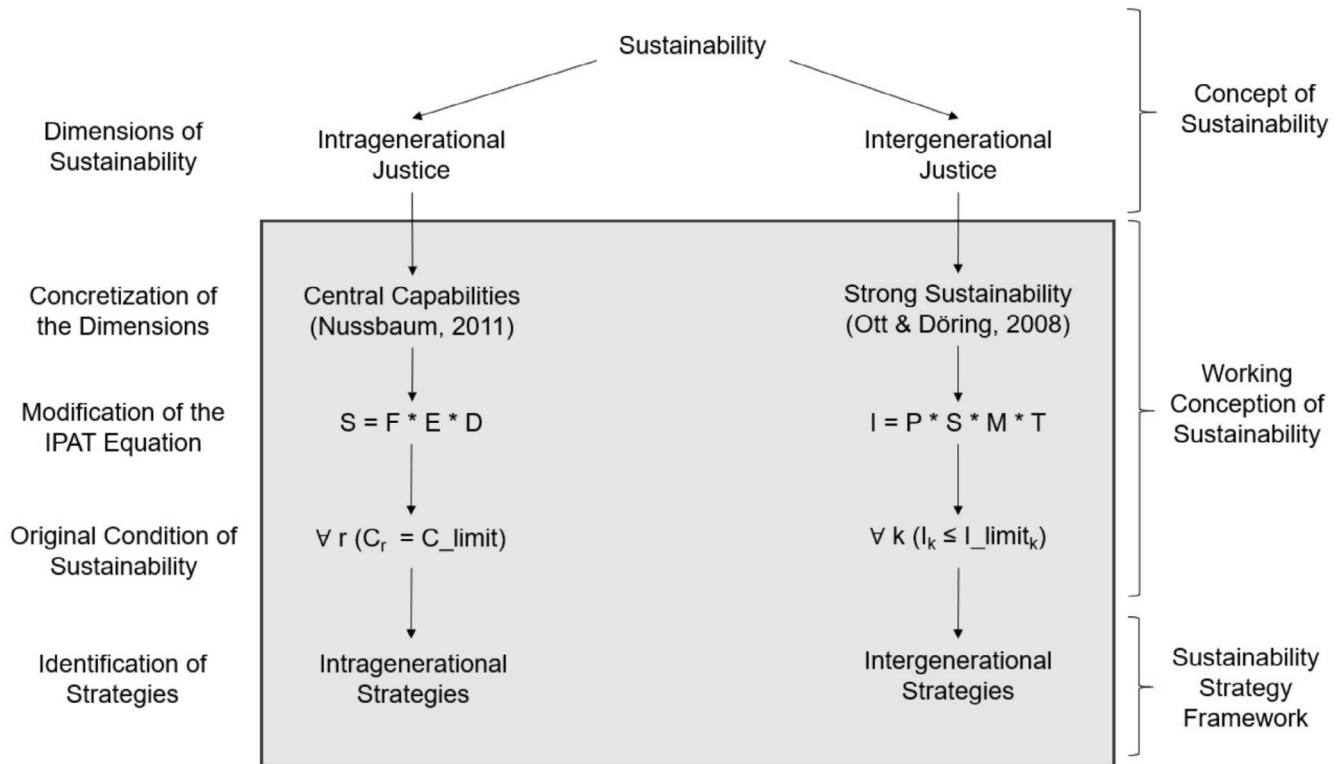 Sustainability
Concept of
Sustainability
Dimensions of
Sustainability
Intragenerational
Justice
Intergenerational
Justice
Concretization of
the Dimensions
Central Capabilities
(Nussbaum, 2011)
Strong Sustainability
(Ott & Döring, 2008)
Working
Conception of
Sustainability
Modification of the
IPAT Equation
S = F * E * D
I = P * S * M * T
Original Condition of
Sustainability
∀ r (Cᵣ = C_limit)
∀ k (Iₖ ≤ I_limitₖ)
Identification of
Strategies
Intragenerational
Strategies
Intergenerational
Strategies
Sustainability
Strategy
Framework